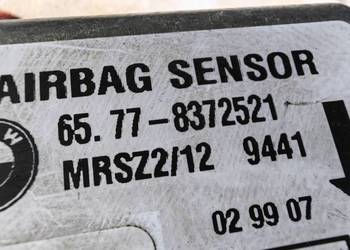 AIRBAG SENSOR
65. 77-8372521
MRSZ2/12 9441
02 99 07